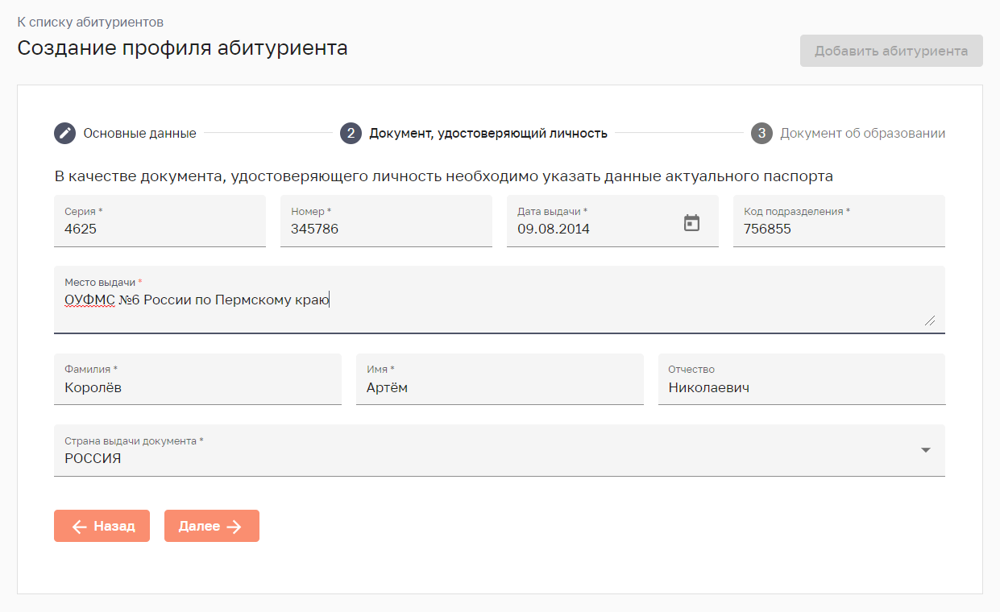 К списку абитуриентов
Создание профиля абитуриента
Добавить абитуриента
Основные данные
2 Документ, удостоверяющий личность
3 Документ об образовании
В качестве документа, удостоверяющего личность необходимо указать данные актуального паспорта
Серия *
4625
Номер *
345786
Дата выдачи *
09.08.2014
Код подразделения *
756855
Место выдачи *
ОУФМС №6 России по Пермскому краю
Фамилия *
Королёв
Имя *
Артём
Отчество
Николаевич
Страна выдачи документа *
РОССИЯ
Назад
Далее